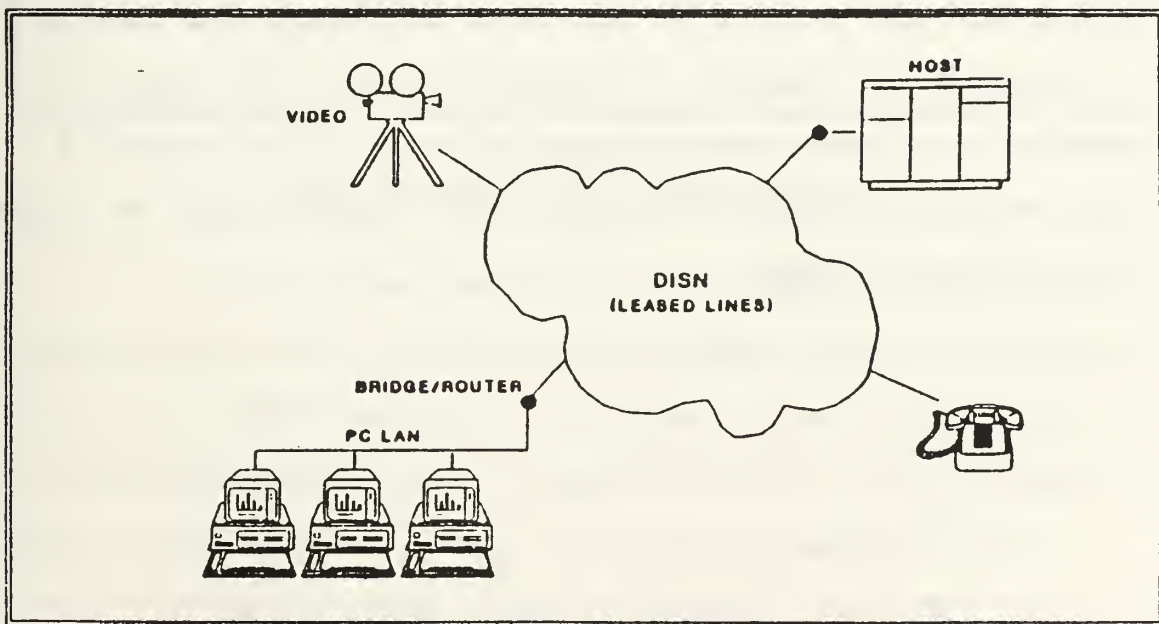 HOST
VIDEO
DISN
(LEASED LINES)
BRIDGE/ROUTER
PC LAN